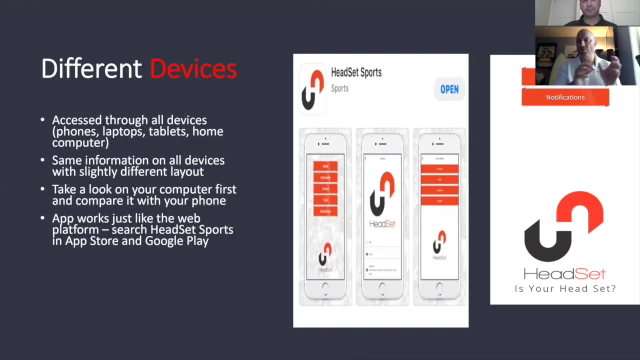 Different Devices
Accessed through all devices
(phones, laptops, tablets, home
computer)
Same information on all devices
with slightly different layout
Take a look on your computer first
and compare it with your phone
App works just like the web
platform – search HeadSet Sports
in App Store and Google Play
HeadSet Sports
Sports
OPEN
HeadSet
Notifications
HeadSet
Is Your Head Set?